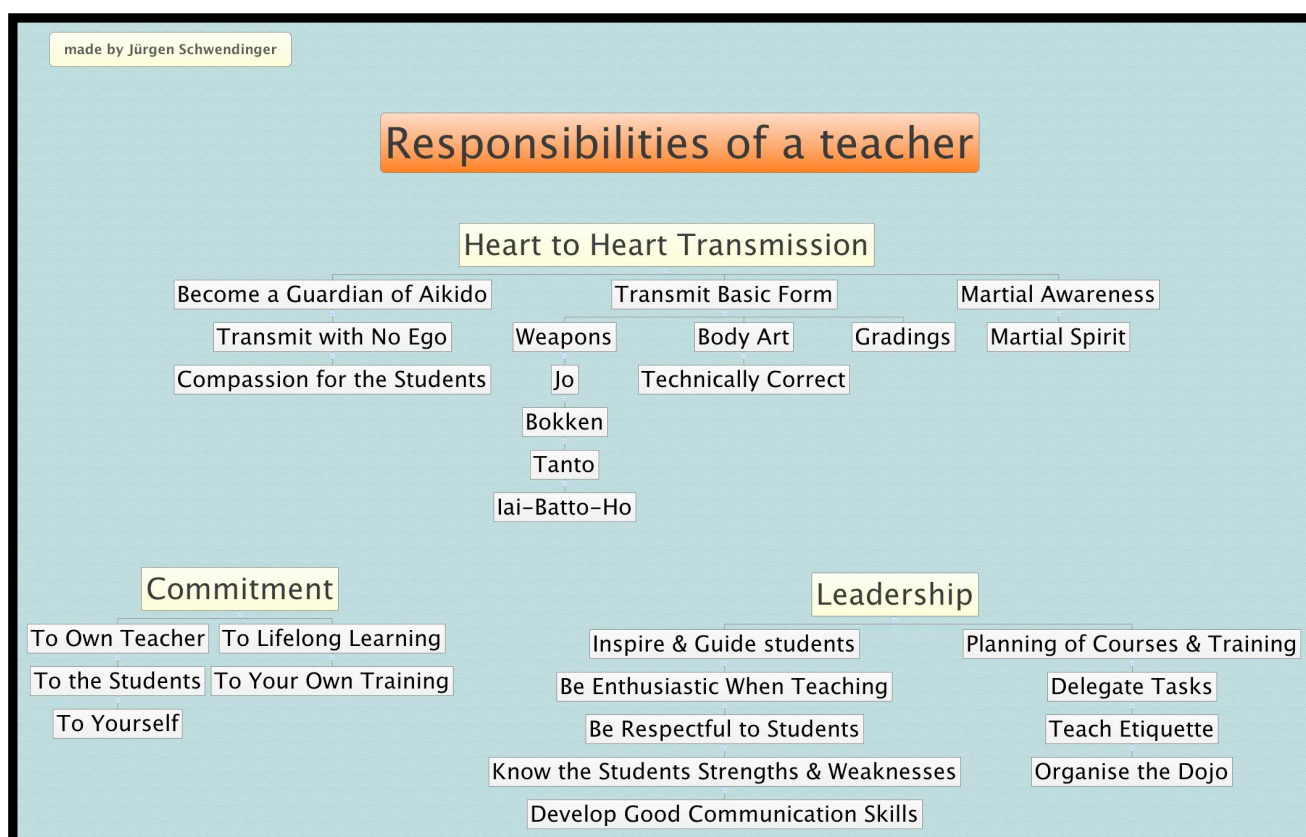 made by Jürgen Schwendinger
Responsibilities of a teacher
Heart to Heart Transmission
Become a Guardian of Aikido
Transmit with No Ego
Compassion for the Students
Transmit Basic Form
Weapons
Jo
Bokken
Tanto
Iai-Batto-Ho
Body Art
Technically Correct
Gradings
Martial Awareness
Martial Spirit
Commitment
To Own Teacher
To the Students
To Yourself
To Lifelong Learning
To Your Own Training
Leadership
Inspire & Guide students
Be Enthusiastic When Teaching
Be Respectful to Students
Know the Students Strengths & Weaknesses
Develop Good Communication Skills
Planning of Courses & Training
Delegate Tasks
Teach Etiquette
Organise the Dojo